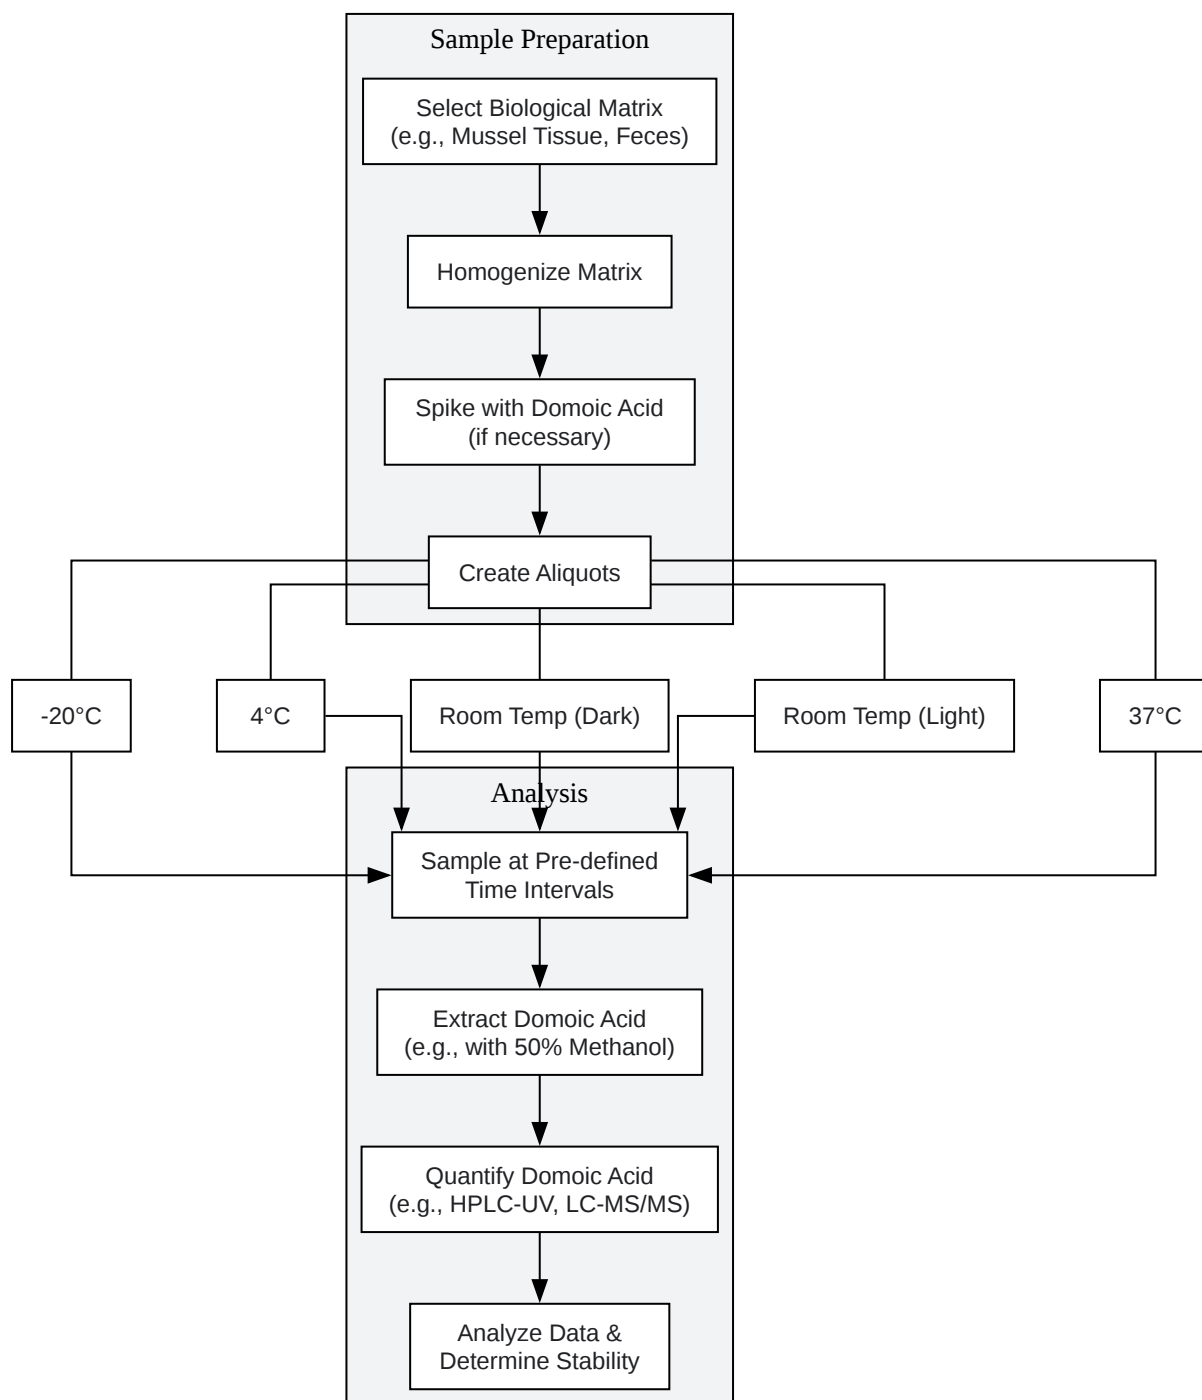 Sample Preparation
Select Biological Matrix
(e.g., Mussel Tissue, Feces)
Homogenize Matrix
Spike with Domoic Acid
(if necessary)
Create Aliquots
-20°C
4°C
Room Temp (Dark)
Room Temp (Light)
37°C
Analysis
Sample at Pre-defined
Time Intervals
Extract Domoic Acid
(e.g., with 50% Methanol)
Quantify Domoic Acid
(e.g., HPLC-UV, LC-MS/MS)
Analyze Data &
Determine Stability